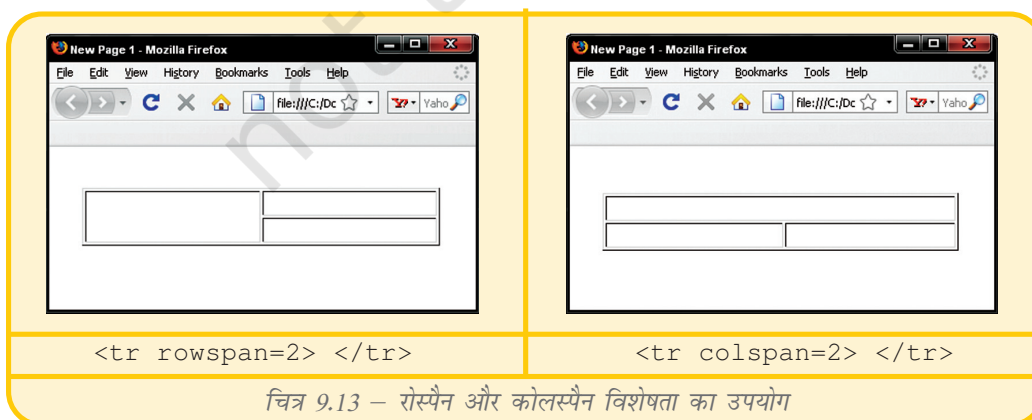 not
New Page 1 - Mozilla Firefox
File Edit View History Bookmarks Tools Help
file:///C:/Dc Yaho
New Page 1 - Mozilla Firefox
File Edit View History Bookmarks Tools Help
file:///C:/Dc Yaho
<tr rowspan=2> </tr>
<tr colspan=2> </tr>
चित्र 9.13 – रोस्पैन और कोलस्पैन विशेषता का उपयोग